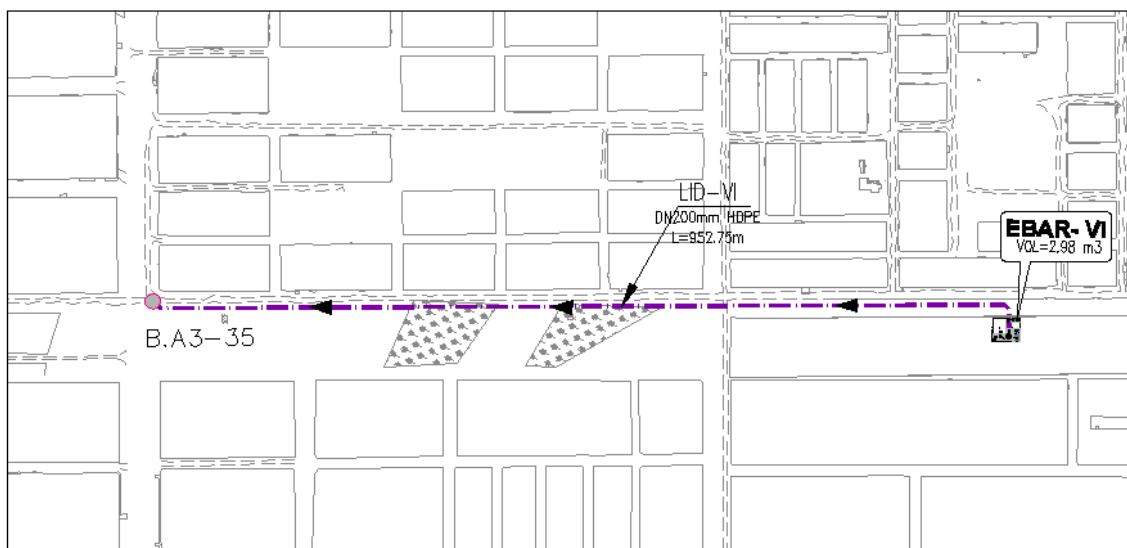 LID-VI
DN200mm HDPE
L=952.75m
EBAR- VI
VOL=2.98 m3
B.A3-35